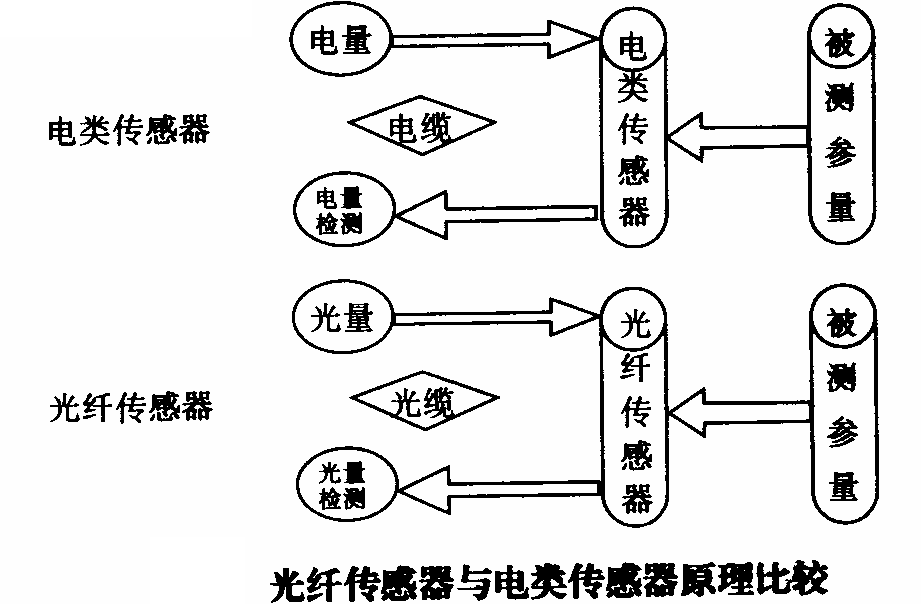 电量
电类传感器
被测参量
电缆
电类传感器
电量
检测
光量
光纤传感器
被测参量
光缆
光纤传感器
光量
检测
光纤传感器与电类传感器原理比较